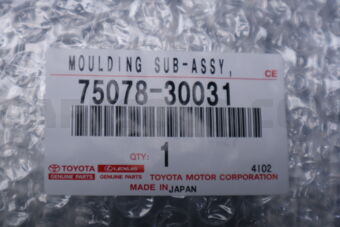 MOULDING SUB-ASSY,
CE
75078-30031
QTY: 1
4102
TOYOTA LEXUS
GENUINE PARTS GENUINE PARTS TOYOTA MOTOR CORPORATION
MADE IN JAPAN